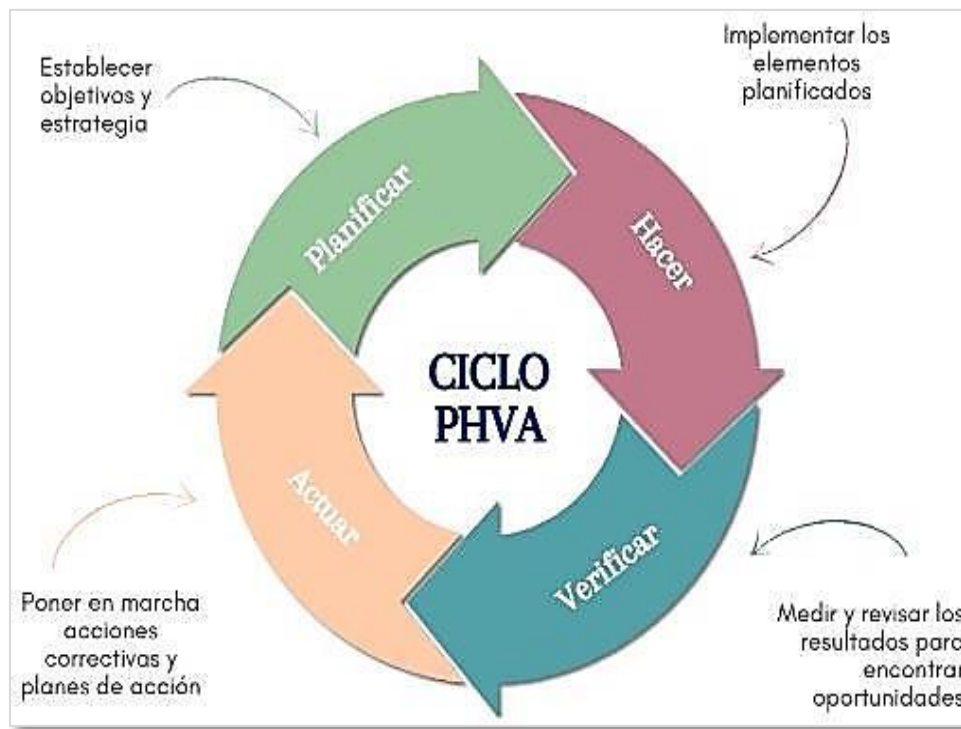 Establecer
objetivos y
estrategia
Implementar los
elementos
planificados
Planificar
Hacer
CICLO
PHVA
Actuar
Verificar
Poner en marcha
acciones
correctivas y
planes de acción
Medir y revisar los
resultados para
encontrar
oportunidades